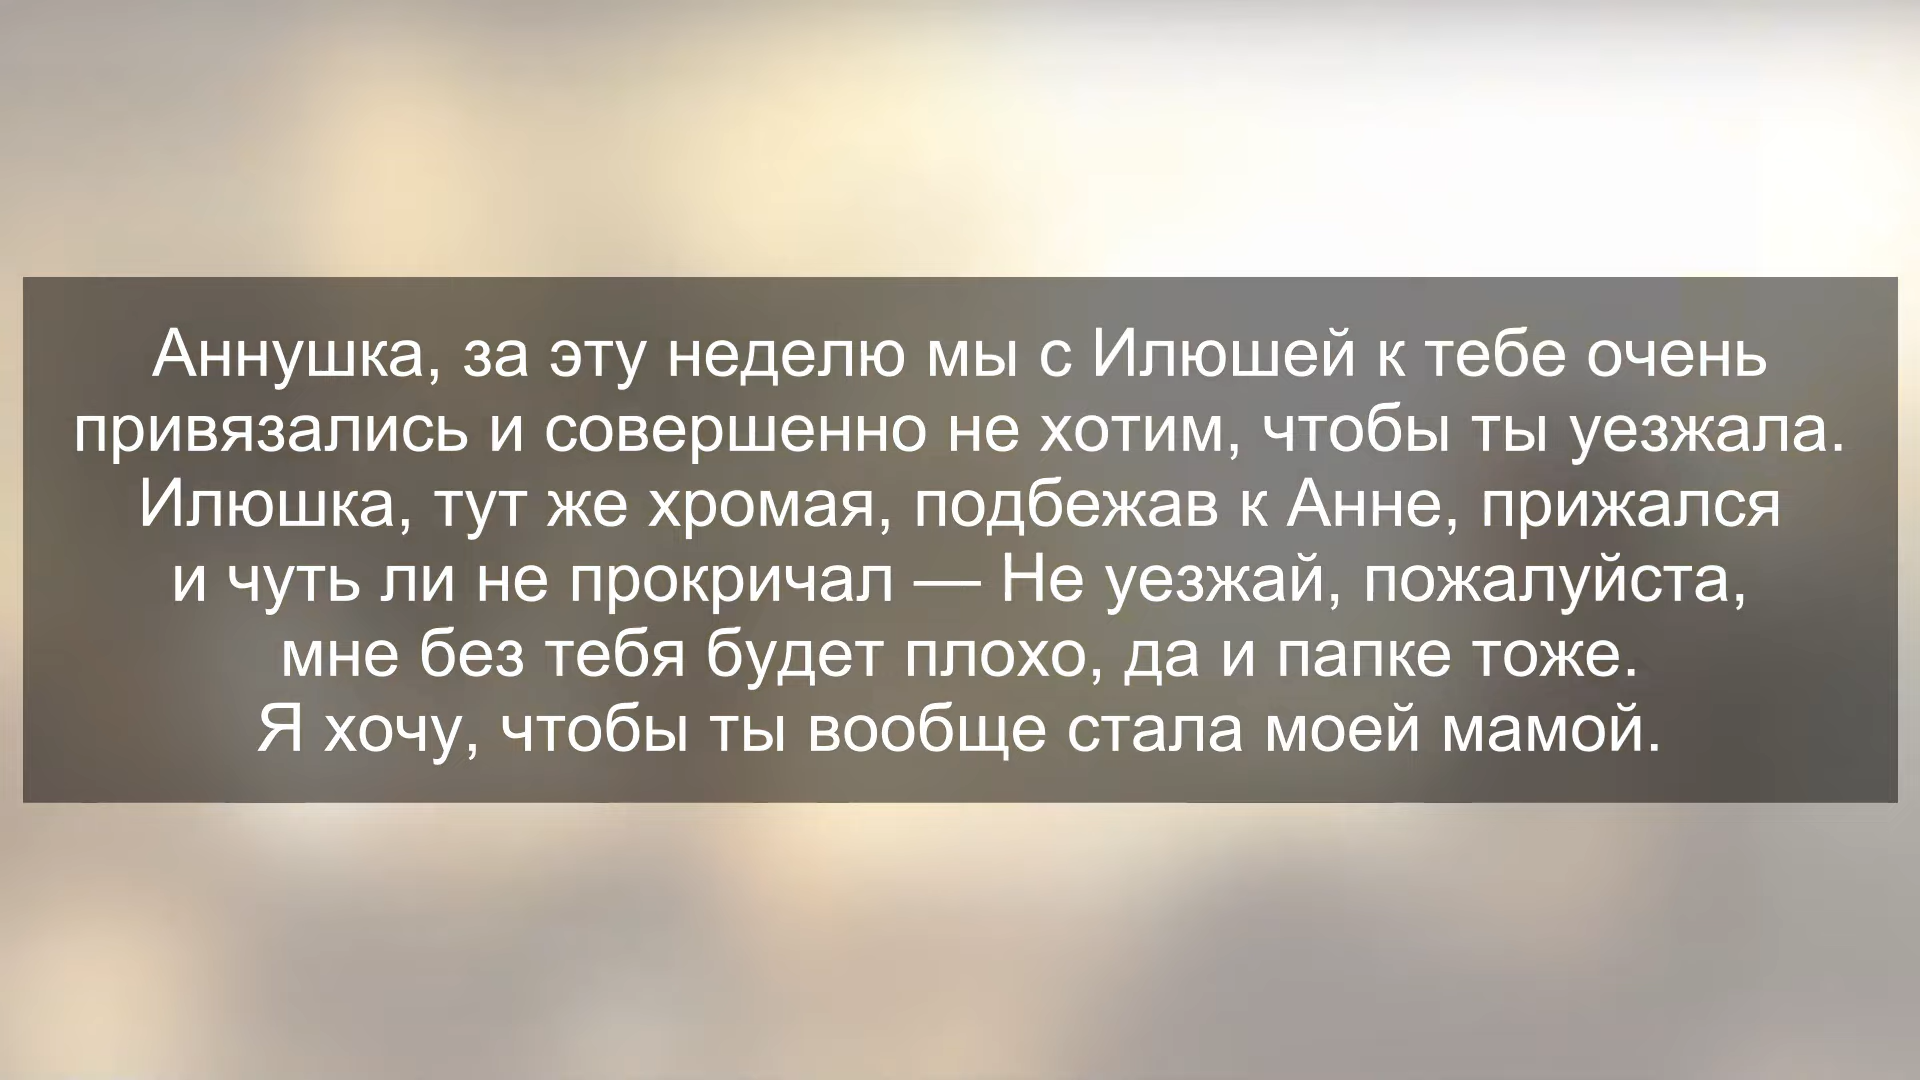 Аннушка, за эту неделю мы с Илюшей к тебе очень
привязались и совершенно не хотим, чтобы ты уезжала.
Илюшка, тут же хромая, подбежав к Анне, прижался
и чуть ли не прокричал — Не уезжай, пожалуйста,
мне без тебя будет плохо, да и папке тоже.
Я хочу, чтобы ты вообще стала моей мамой.